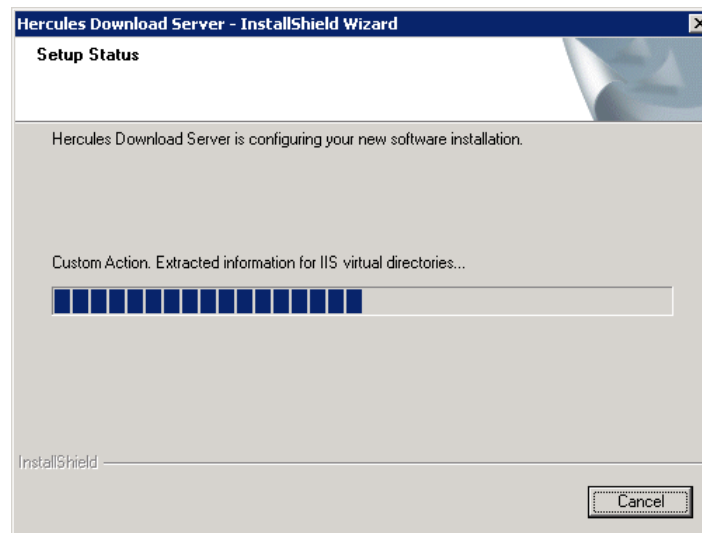 Hercules Download Server - InstallShield Wizard
Setup Status
Hercules Download Server is configuring your new software installation.
Custom Action. Extracted information for IIS virtual directories...
InstallShield
Cancel